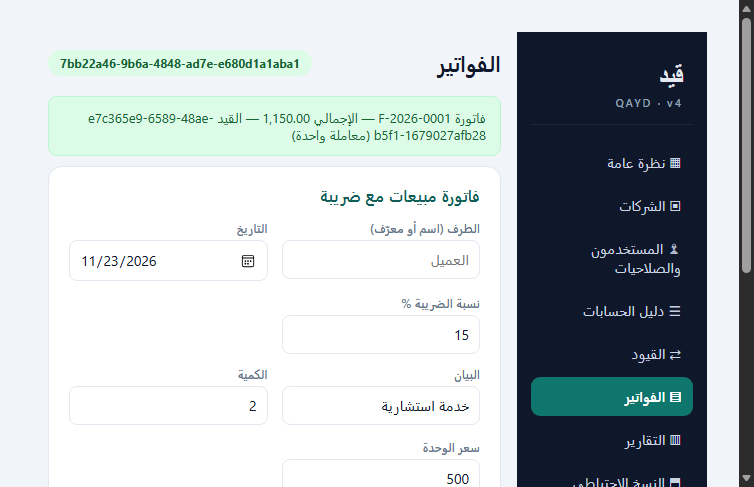 قيد
QAYD · v4
نظرة عامة
الشركات
المستخدمون
والصلاحيات
دليل الحسابات
القيود
الفواتير
التقارير
النسخ الاحتياطي
الفواتير
7bb22a46-9b6a-4848-ad7e-e680d1a1aba1
فاتورة F-2026-0001 — الإجمالي 1,150.00 — القيد e7c365e9-6589-48ae-
b5f1-1679027afb28 (معاملة واحدة)
فاتورة مبيعات مع ضريبة
الطرف (اسم أو معرّف)
العميل
التاريخ
11/23/2026
نسبة الضريبة %
15
البيان
خدمة استشارية
الكمية
2
سعر الوحدة
500